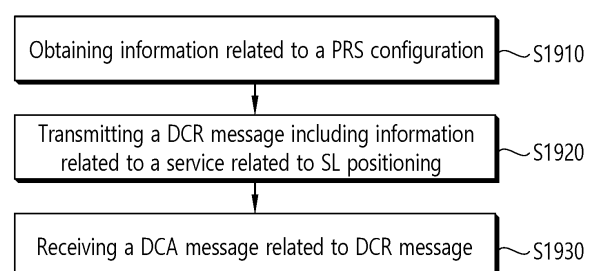 Obtaining information related to a PRS configuration S1910
Transmitting a DCR message including information
related to a service related to SL positioning S1920
Receiving a DCA message related to DCR message S1930